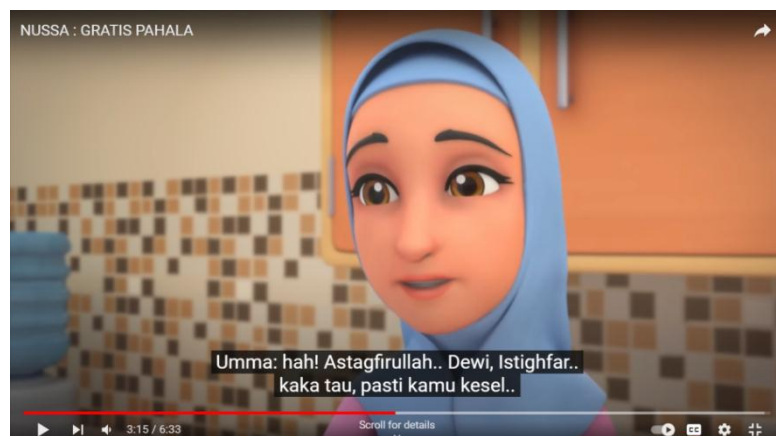 NUSSA : GRATIS PAHALA
Umma: hah! Astagfirullah.. Dewi, Istighfar..
kaka tau, pasti kamu kesel..
3:15 / 6:33
Scroll for details
CC